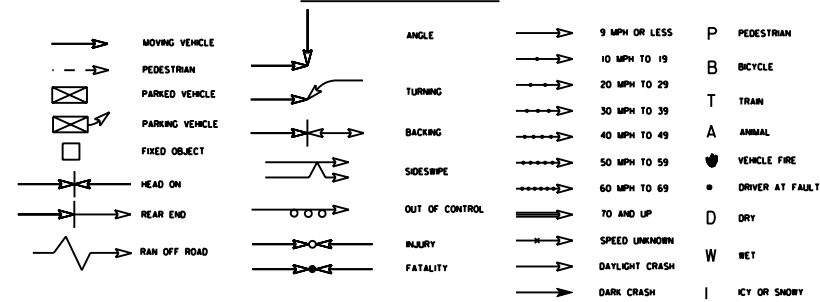 MOVING VEHICLE
PEDESTRIAN
PARKED VEHICLE
PARKING VEHICLE
FIXED OBJECT
HEAD ON
REAR END
RAN OFF ROAD
ANGLE
TURNING
BACKING
SIDESWIPE
OUT OF CONTROL
INJURY
FATALITY
9 MPH OR LESS
10 MPH TO 19
20 MPH TO 29
30 MPH TO 39
40 MPH TO 49
50 MPH TO 59
60 MPH TO 69
70 AND UP
SPEED UNKNOWN
DAYLIGHT CRASH
DARK CRASH
P PEDESTRIAN
B BICYCLE
T TRAIN
A ANIMAL
VEHICLE FIRE
DRIVER AT FAULT
D DRY
W WET
I ICY OR SNOWY